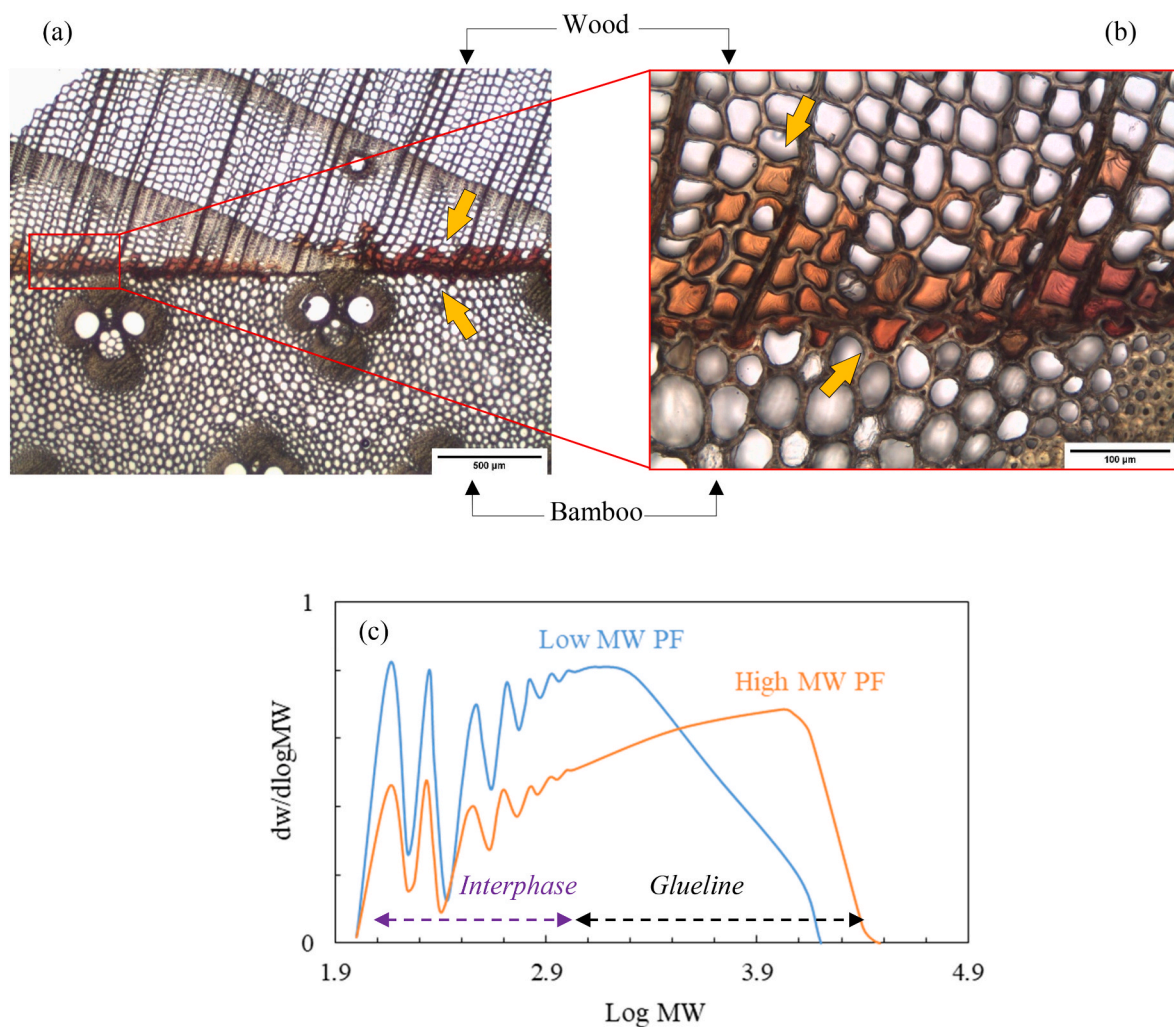 (a)
Wood
(b)
500 µm
100 µm
Bamboo
1
(c)
Low MW PF
High MW PF
dw/dlogMW
Interphase
Glueline
0
1.9
2.9
3.9
4.9
Log MW